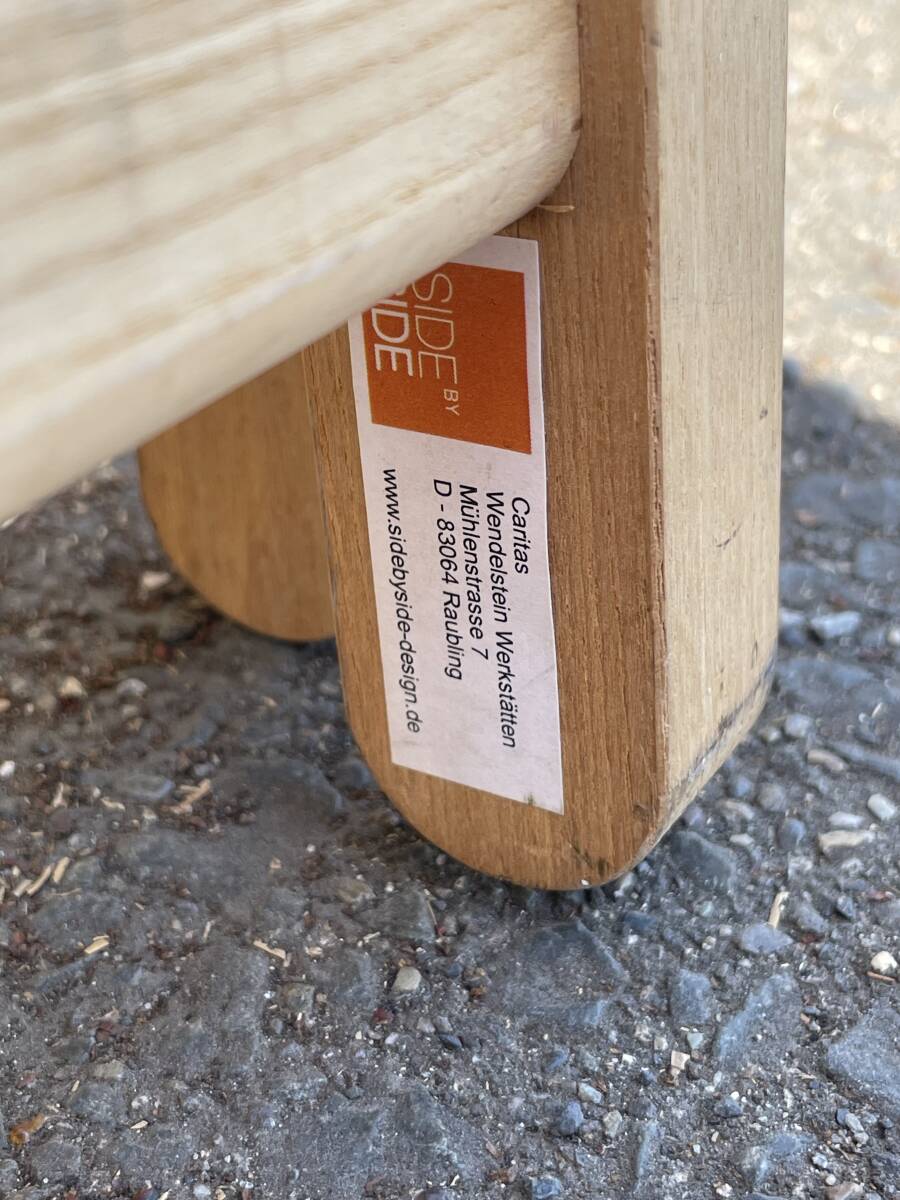 SIDE BY
SIDE
Caritas
Wendelstein Werkstätten
Mühlenstrasse 7
D - 83064 Raubling
www.sidebyside-design.de